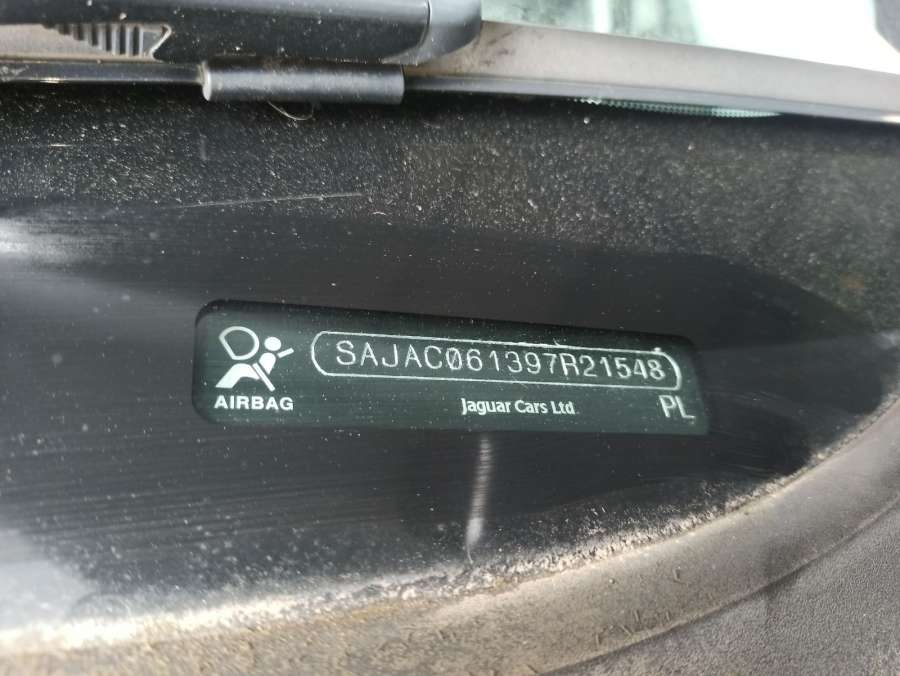 SAJAC061397R21548
AIRBAG
Jaguar Cars Ltd
PL